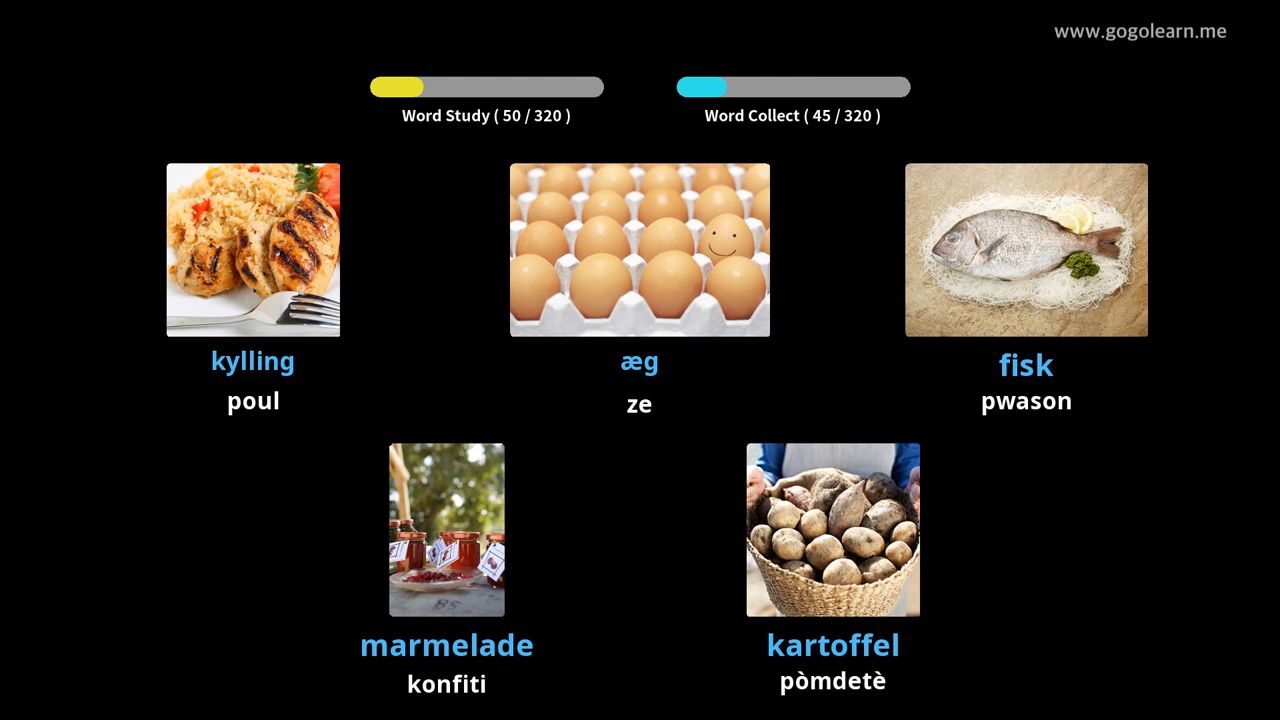 www.gogolearn.me
Word Study ( 50 / 320 )
Word Collect ( 45 / 320 )
kylling
poul
æg
ze
fisk
pwason
marmelade
konfiti
kartoffel
pòmdetè